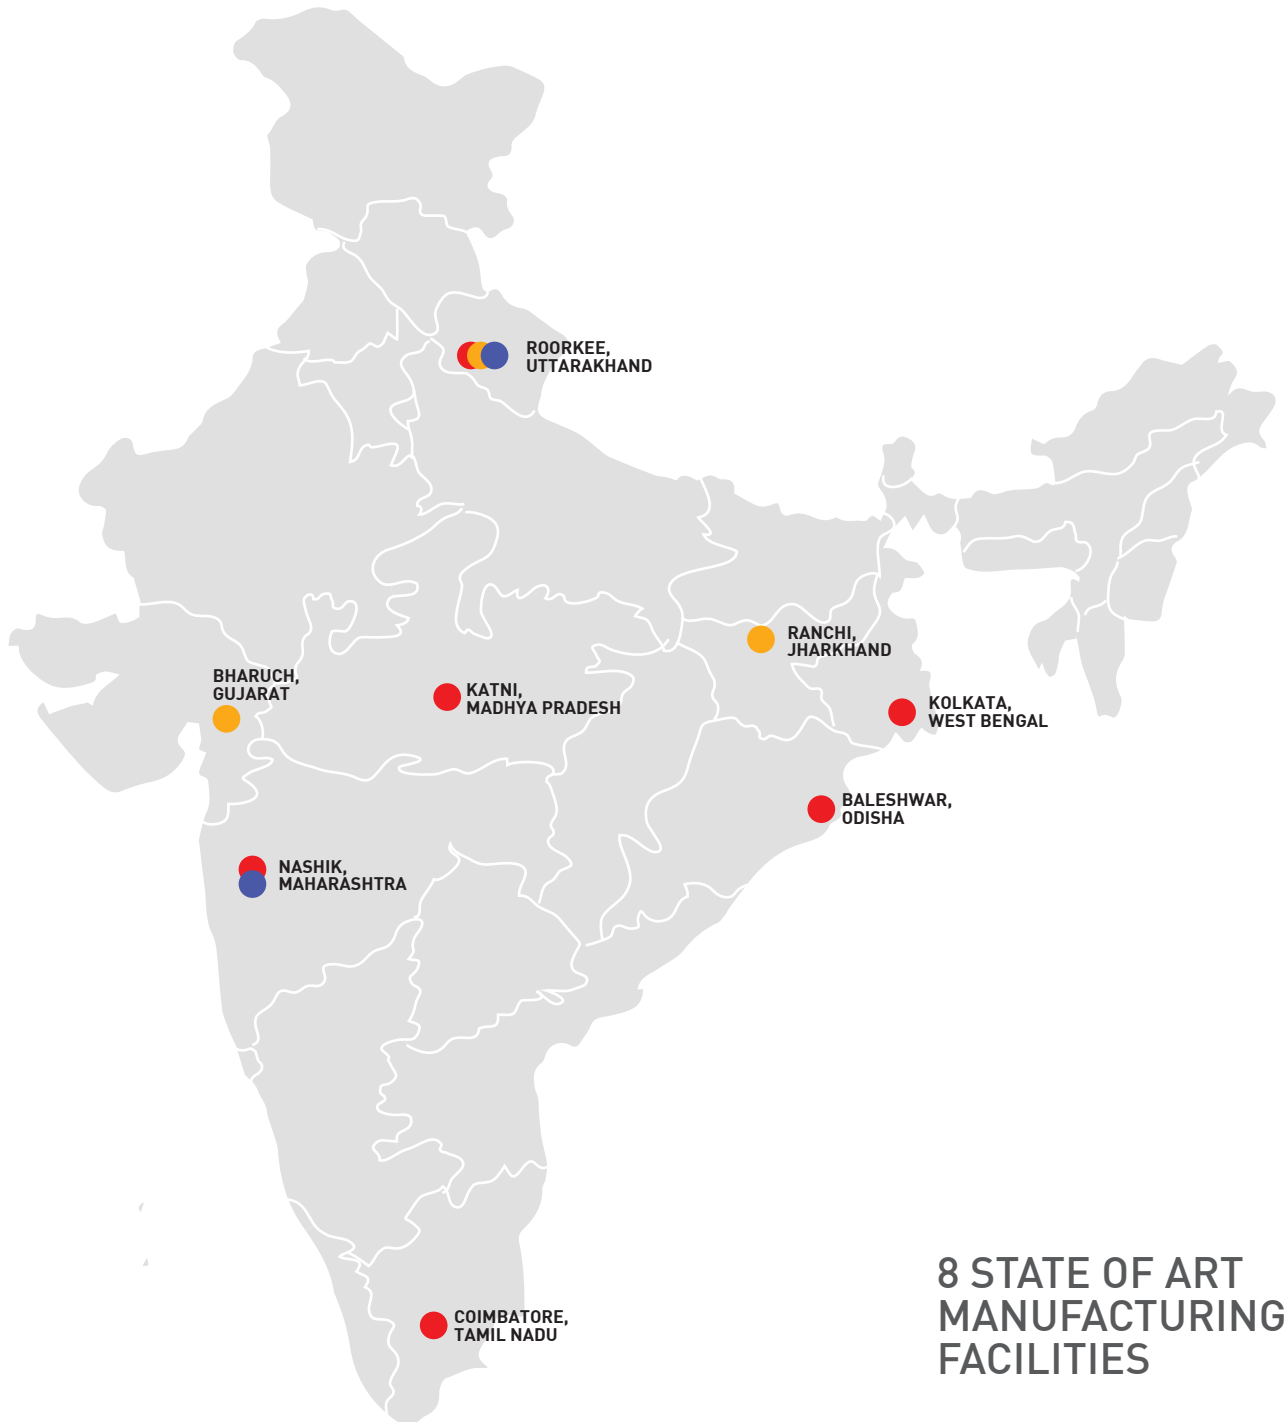 ROORKEE,
UTTARAKHAND
RANCHI,
JHARKHAND
BHARUCH,
GUJARAT
KATNI,
MADHYA PRADESH
KOLKATA,
WEST BENGAL
BALESHWAR,
ODISHA
NASHIK,
MAHARASHTRA
COIMBATORE,
TAMIL NADU
8 STATE OF ART
MANUFACTURING
FACILITIES